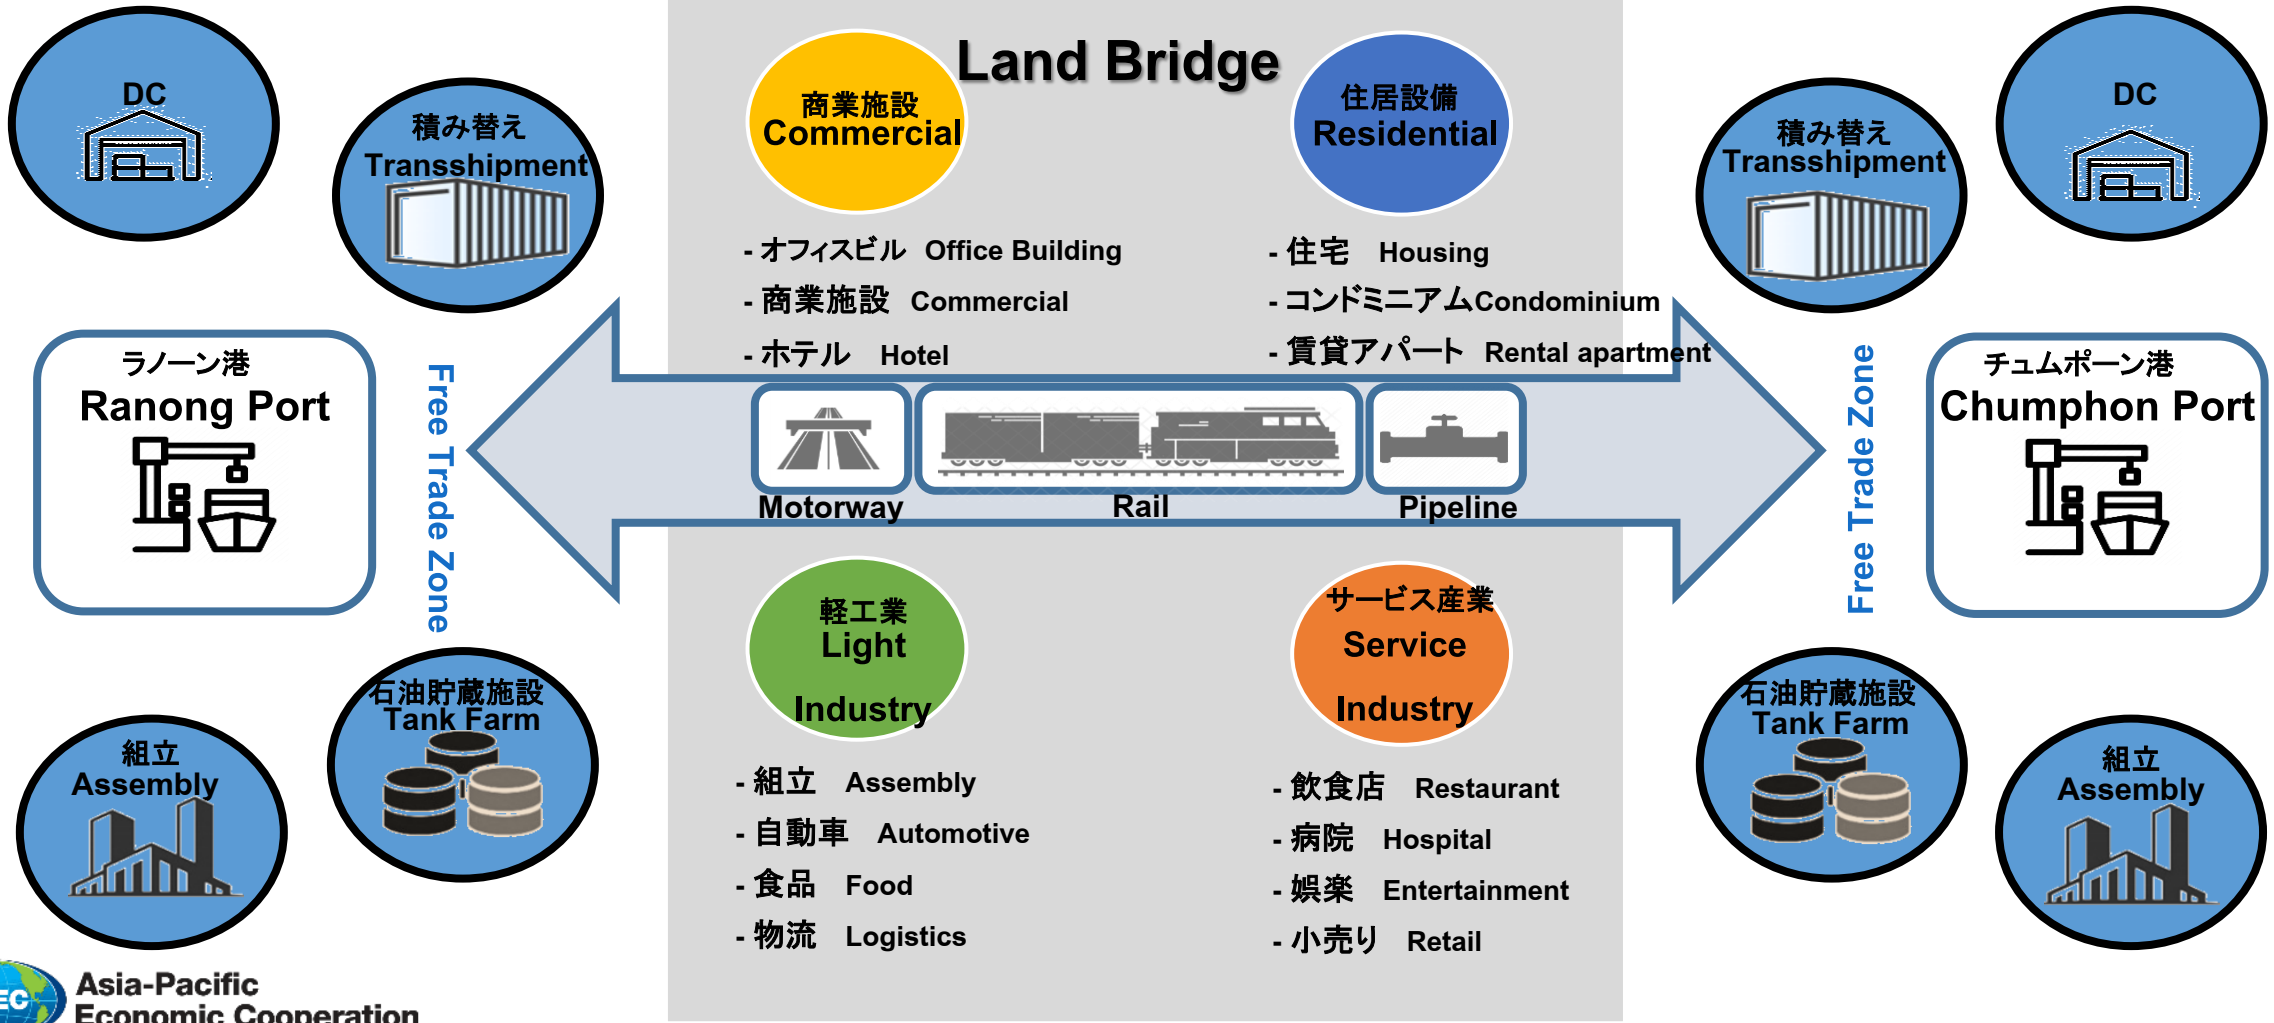 Land Bridge
DC
積み替え
Transshipment
ラノーン港
Ranong Port
Free Trade Zone
石油貯蔵施設
Tank Farm
組立
Assembly
商業施設
Commercial
- オフィスビル Office Building
- 商業施設 Commercial
- ホテル Hotel
住居設備
Residential
- 住宅 Housing
- コンドミニアムCondominium
- 賃貸アパート Rental apartment
Motorway
Rail
Pipeline
軽工業
Light
Industry
- 組立 Assembly
- 自動車 Automotive
- 食品 Food
- 物流 Logistics
サービス産業
Service
Industry
- 飲食店 Restaurant
- 病院 Hospital
- 娯楽 Entertainment
- 小売り Retail
積み替え
Transshipment
DC
Free Trade Zone
チュムポーン港
Chumphon Port
石油貯蔵施設
Tank Farm
組立
Assembly
EC
Asia-Pacific
Economic Cooperation